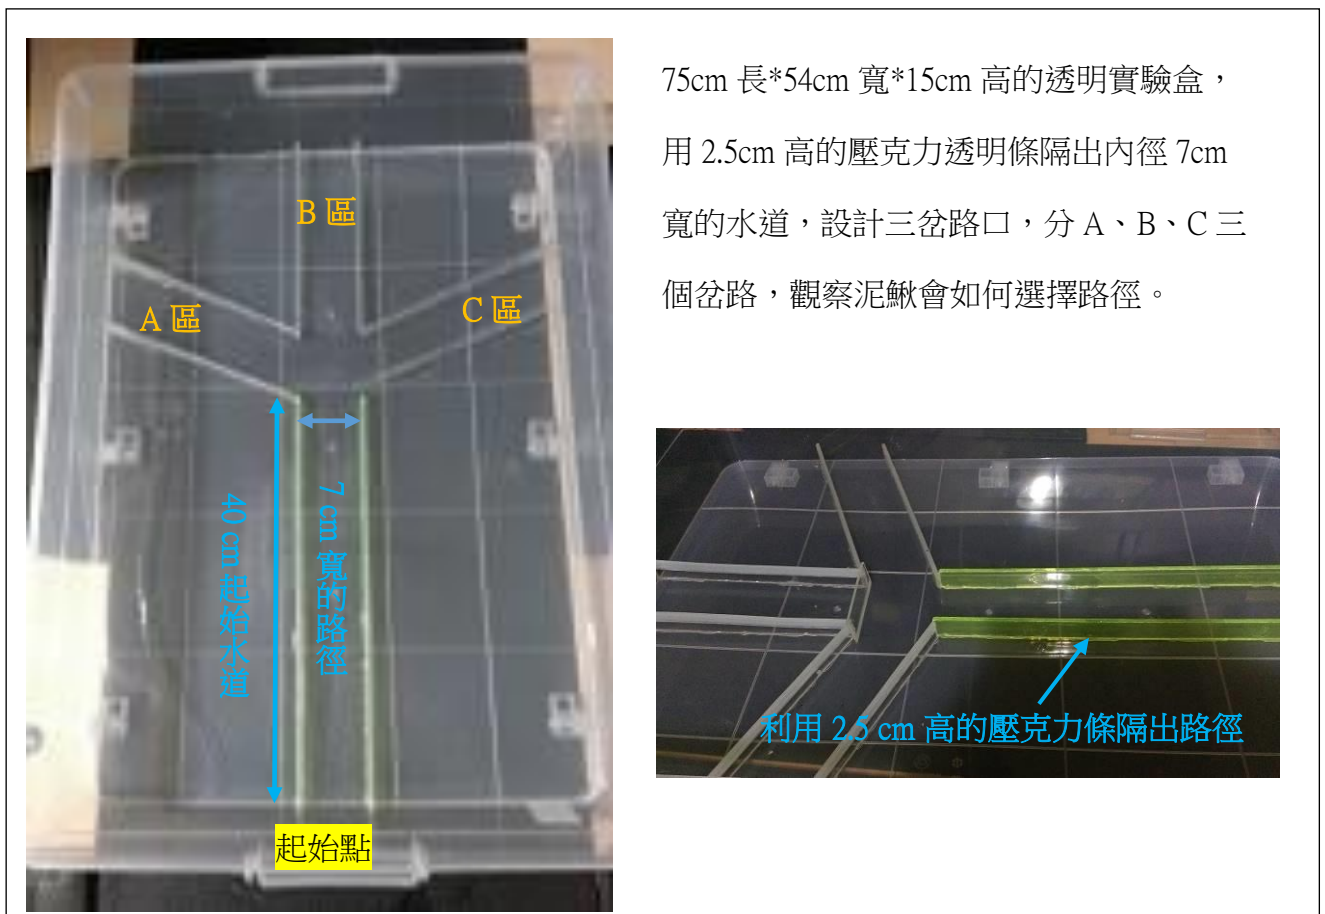 75cm 長*54cm 寬*15cm 高的透明實驗盒，
用 2.5cm 高的壓克力透明條隔出內徑 7cm
寬的水道，設計三岔路口，分 A、B、C 三
個岔路，觀察泥鰍會如何選擇路徑。
B 區
A 區
C 區
40 cm 起始水道
7 cm 寬的路徑
起始點
利用 2.5 cm 高的壓克力條隔出路徑